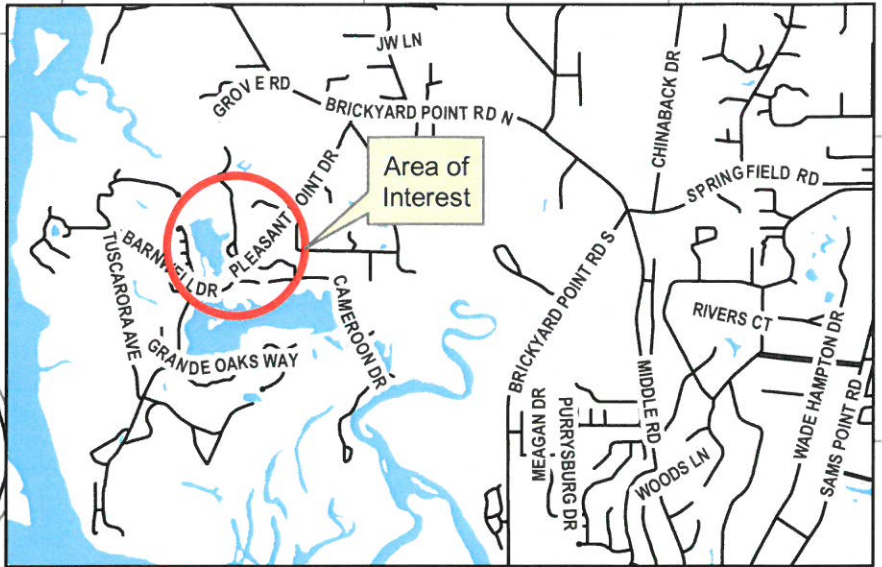 JW LN
GROVE RD
BRICKYARD POINT RD N
CHINABACK DR
Area of
Interest
SPRINGFIELD RD
PLEASANT POINT DR
BARNWELL DR
TUSCARORA AVE
BRICKYARD POINT RD S
CAMEROON DR
RIVERS CT
GRANDE OAKS WAY
MIDDLE RD
WADE HAMPTON DR
MEAGAN DR
PURRYSBURG DR
WOODS LN
SAMS POINT RD